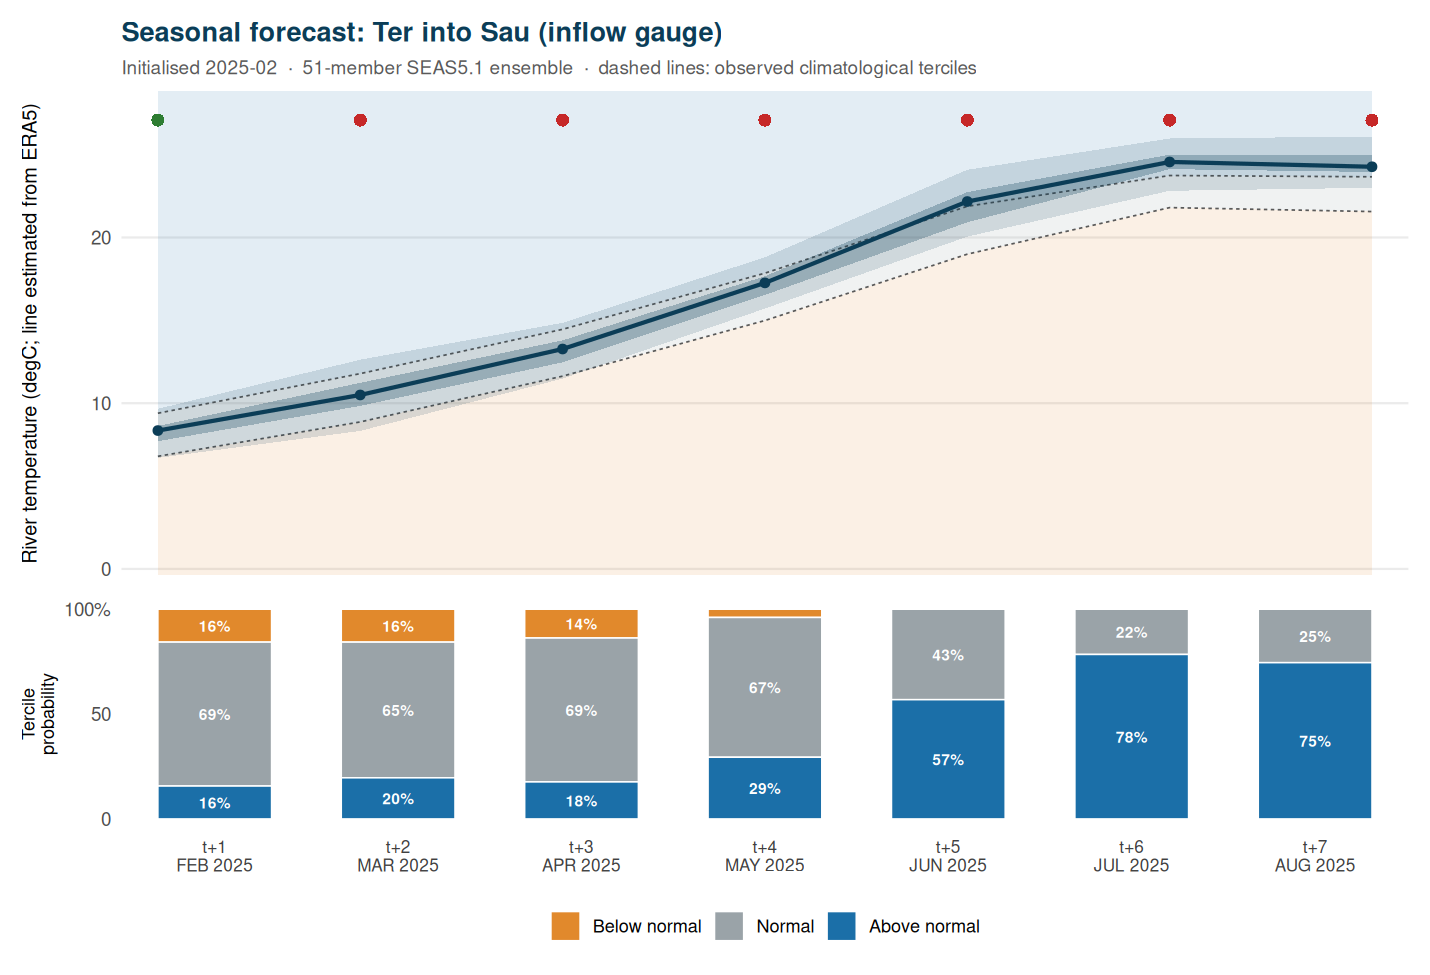 Seasonal forecast: Ter into Sau (inflow gauge)
Initialised 2025-02 · 51-member SEAS5.1 ensemble · dashed lines: observed climatological terciles
River temperature (degC; line estimated from ERA5)
20
10
0
Tercile
probability
100%
50
0
16%
16%
14%
69%
65%
69%
67%
43%
22%
25%
16%
20%
18%
29%
57%
78%
75%
t+1
FEB 2025
t+2
MAR 2025
t+3
APR 2025
t+4
MAY 2025
t+5
JUN 2025
t+6
JUL 2025
t+7
AUG 2025
Below normal
Normal
Above normal